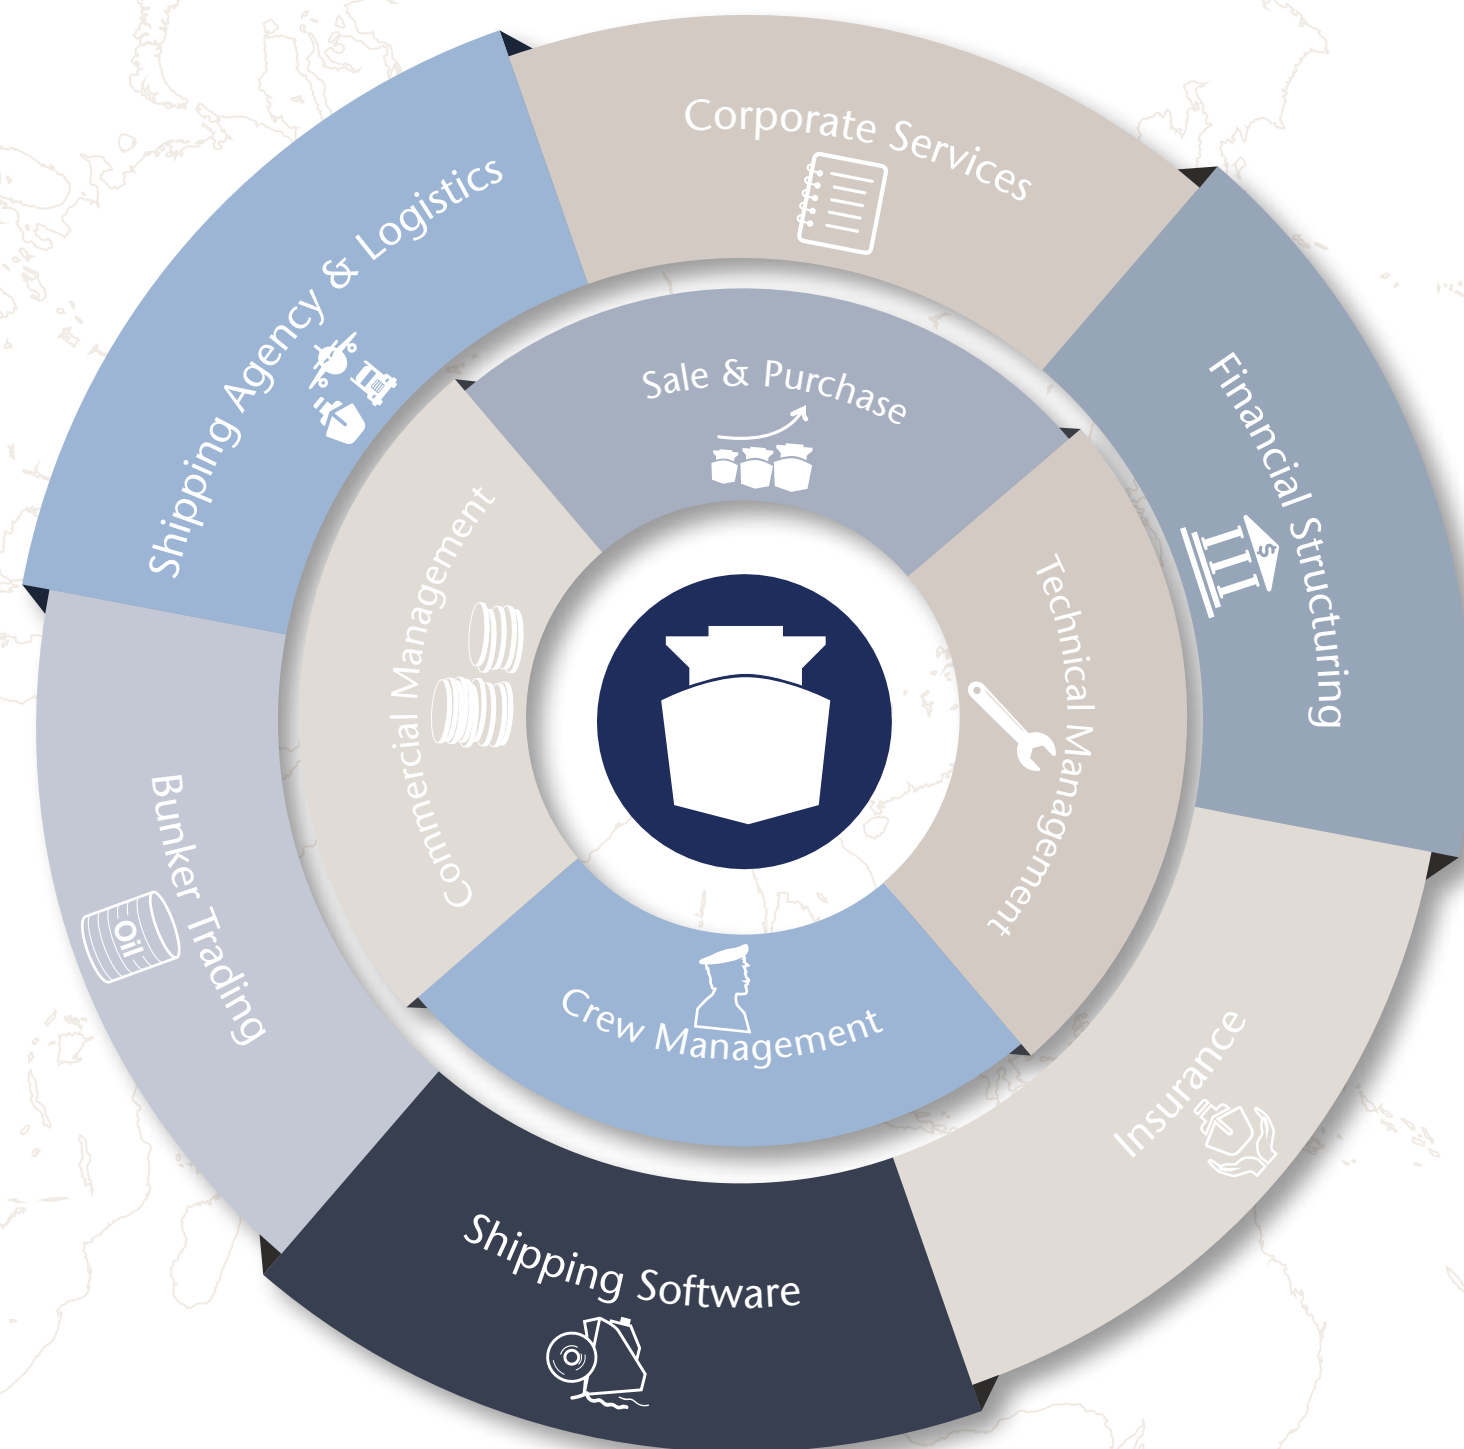 Corporate Services
Financial Structuring
$
Insurance
Shipping Software
Bunker Trading
Oil
Shipping Agency & Logistics
Sale & Purchase
Technical Management
Crew Management
Commercial Management